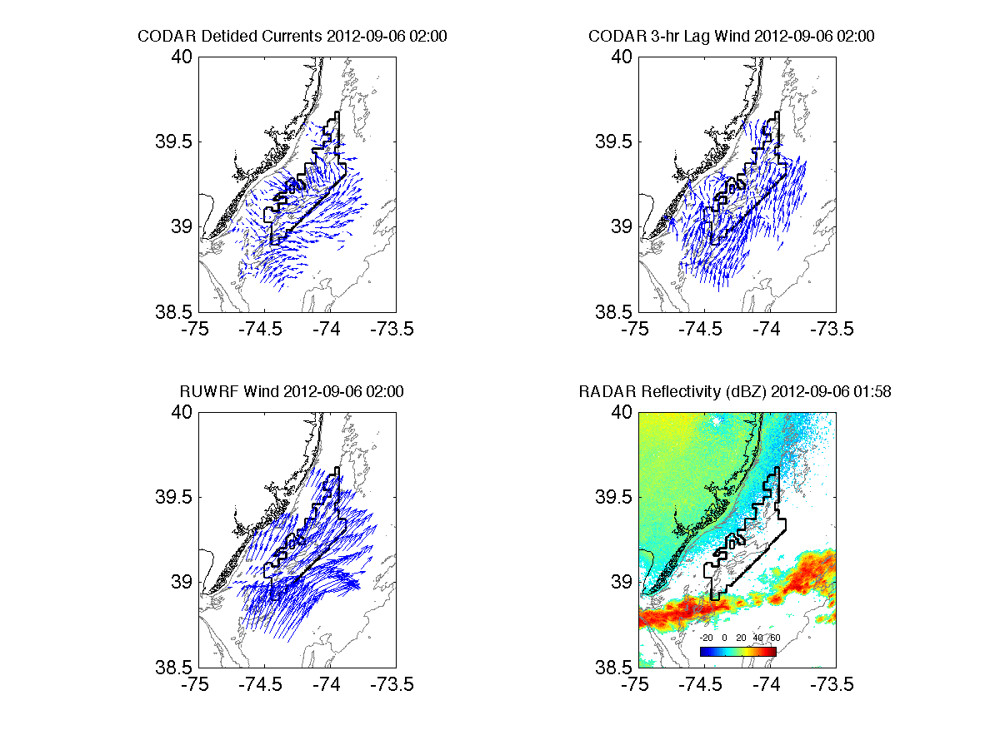 CODAR Detided Currents 2012-09-06 02:00
40
39.5
39
38.5
-75 -74.5 -74 -73.5
CODAR 3-hr Lag Wind 2012-09-06 02:00
40
39.5
39
38.5
-75 -74.5 -74 -73.5
RUWRF Wind 2012-09-06 02:00
40
39.5
39
38.5
-75 -74.5 -74 -73.5
RADAR Reflectivity (dBZ) 2012-09-06 01:58
40
39.5
39
38.5
-20 0 20 40 60
-75 -74.5 -74 -73.5